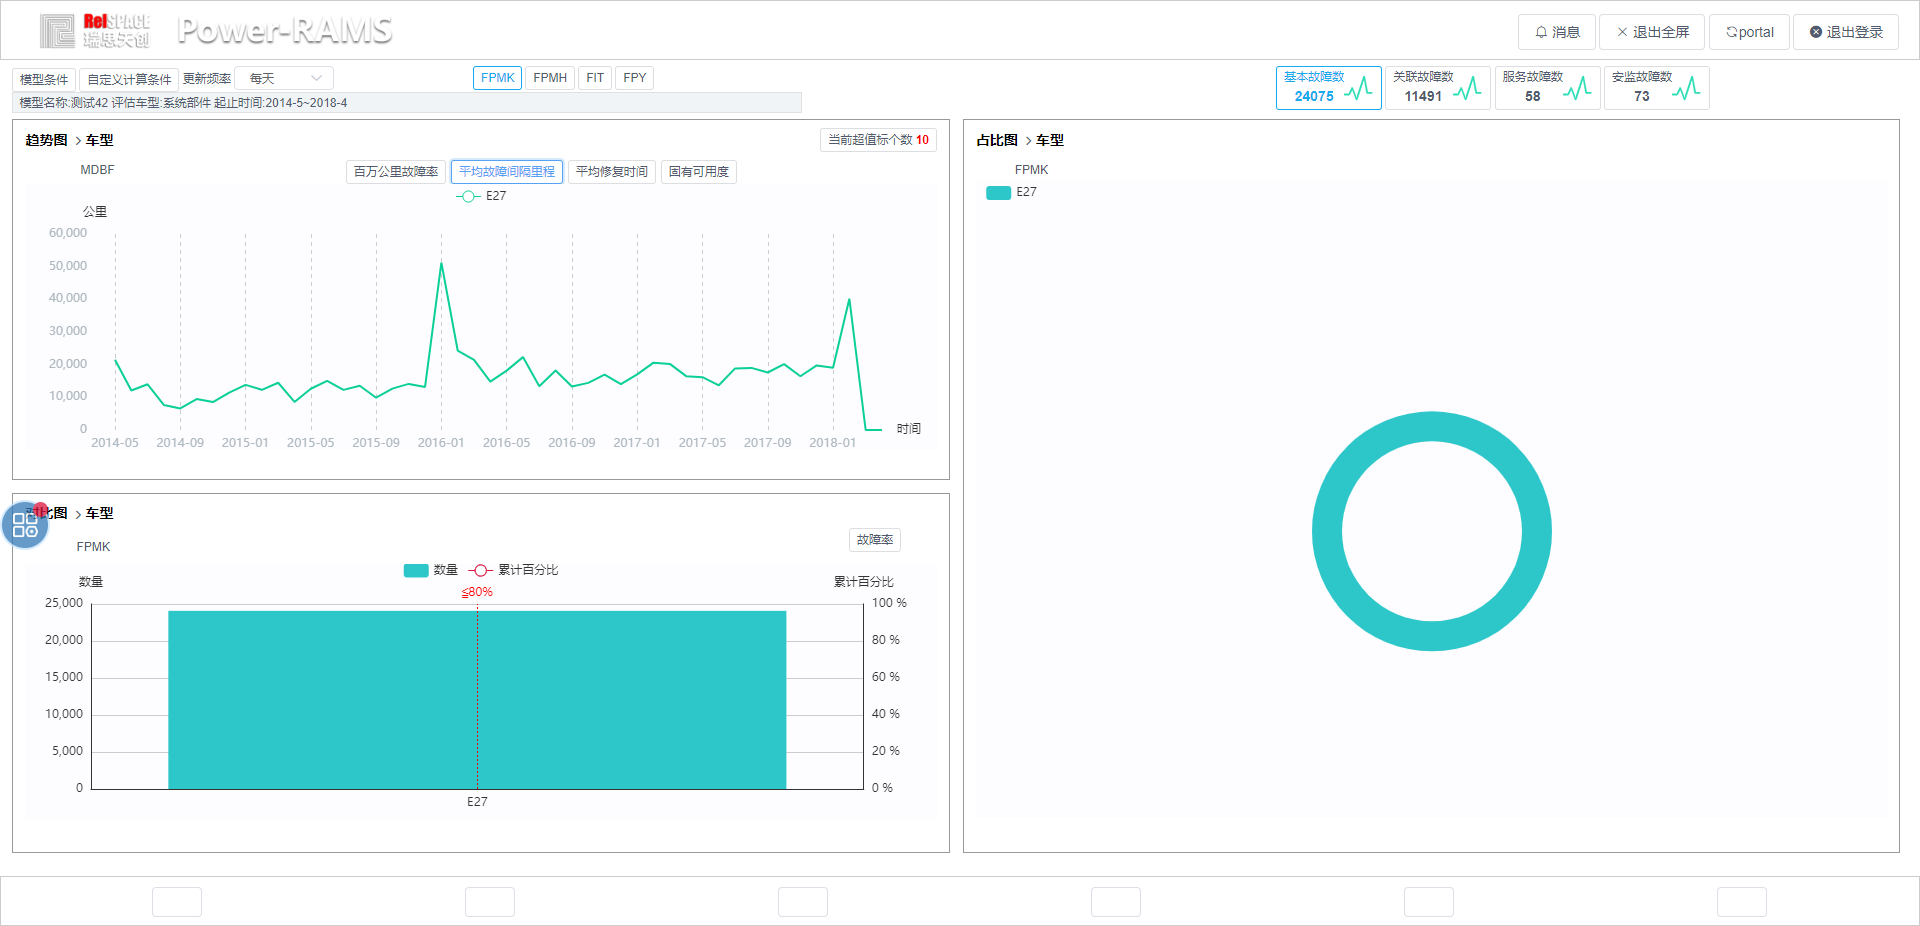 RelSPACE
瑞思天创
Power-RAMS
消息
退出全屏
portal
退出登录
模型条件
自定义计算条件
更新频率
每天
FPMK
FPMH
FIT
FPY
基本故障数
24075
关联故障数
11491
服务故障数
58
安监故障数
73
模型名称:测试42 评估车型:系统部件 起止时间:2014-5~2018-4
趋势图 > 车型
当前超值标个数 10
MDBF
百万公里故障率
平均故障间隔里程
平均修复时间
固有可用度
E27
公里
60,000
50,000
40,000
30,000
20,000
10,000
0
2014-05 2014-09 2015-01 2015-05 2015-09 2016-01 2016-05 2016-09 2017-01 2017-05 2017-09 2018-01
时间
比图 > 车型
故障率
FPMK
数量
累计百分比
数量
累计百分比
≤80%
25,000
20,000
15,000
10,000
5,000
0
100 %
80 %
60 %
40 %
20 %
0 %
E27
占比图 > 车型
FPMK
E27